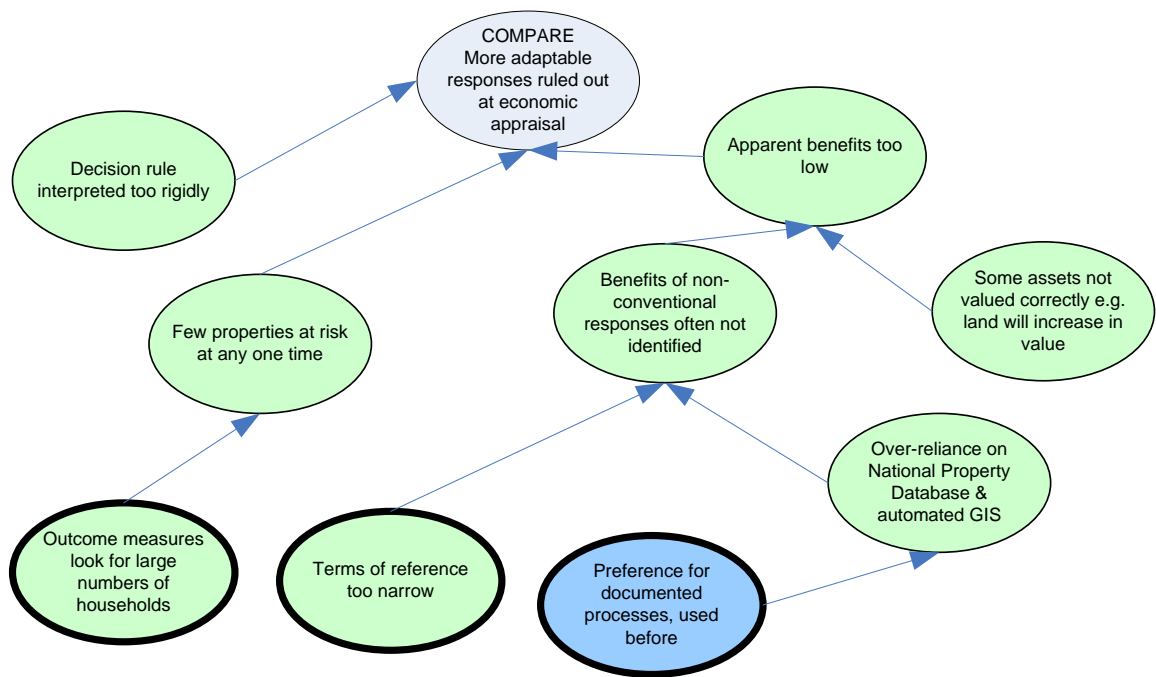 COMPARE
More adaptable
responses ruled out
at economic
appraisal
Decision rule
interpreted too rigidly
Apparent benefits too
low
Few properties at risk
at any one time
Benefits of non-
conventional
responses often not
identified
Some assets not
valued correctly e.g.
land will increase in
value
Over-reliance on
National Property
Database &
automated GIS
Outcome measures
look for large
numbers of
households
Terms of reference
too narrow
Preference for
documented
processes, used
before